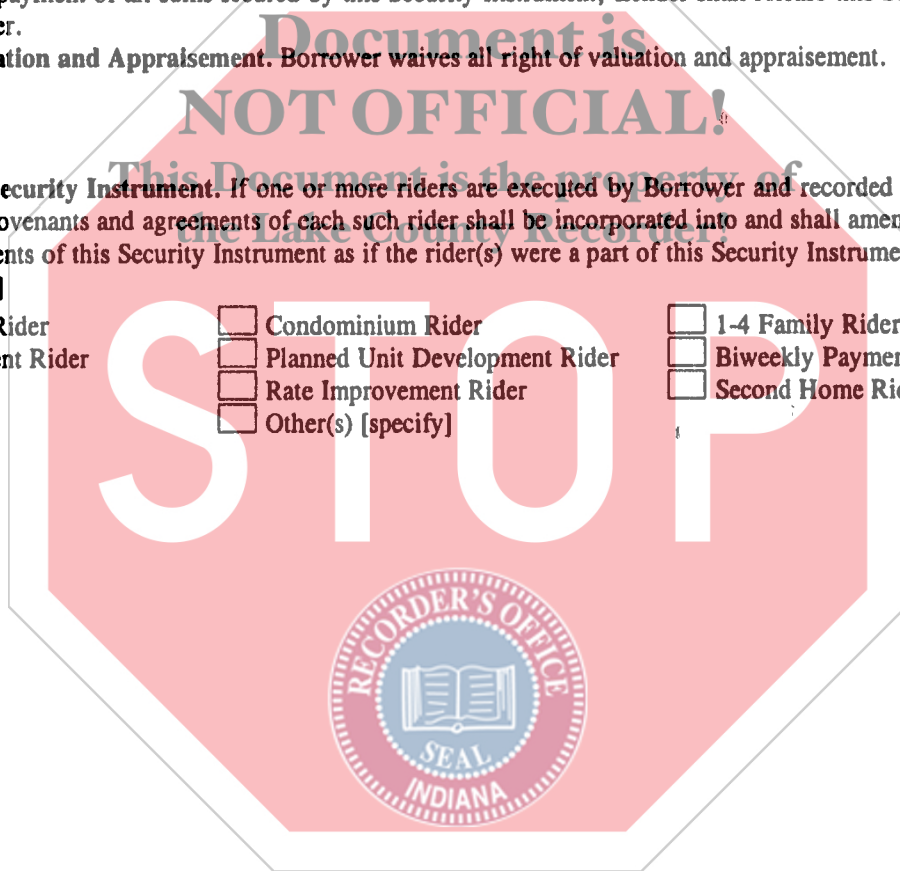 Document is
er.
ation and Appraisement. Borrower waives all right of valuation and appraisement.
NOT OFFICIAL!
This Document is the property of
ecurity Instrument. If one or more riders are executed by Borrower and recorded
ovenants and agreements of each such rider shall be incorporated into and shall amen
the Lake County Recorder!
ents of this Security Instrument as if the rider(s) were a part of this Security Instrume
]
Rider
Condominium Rider
1-4 Family Rider
nt Rider
Planned Unit Development Rider
Biweekly Paymen
Rate Improvement Rider
Second Home Ri
Other(s) [specify]
STOP
RECORDER'S OFFICE
SEAL
INDIANA